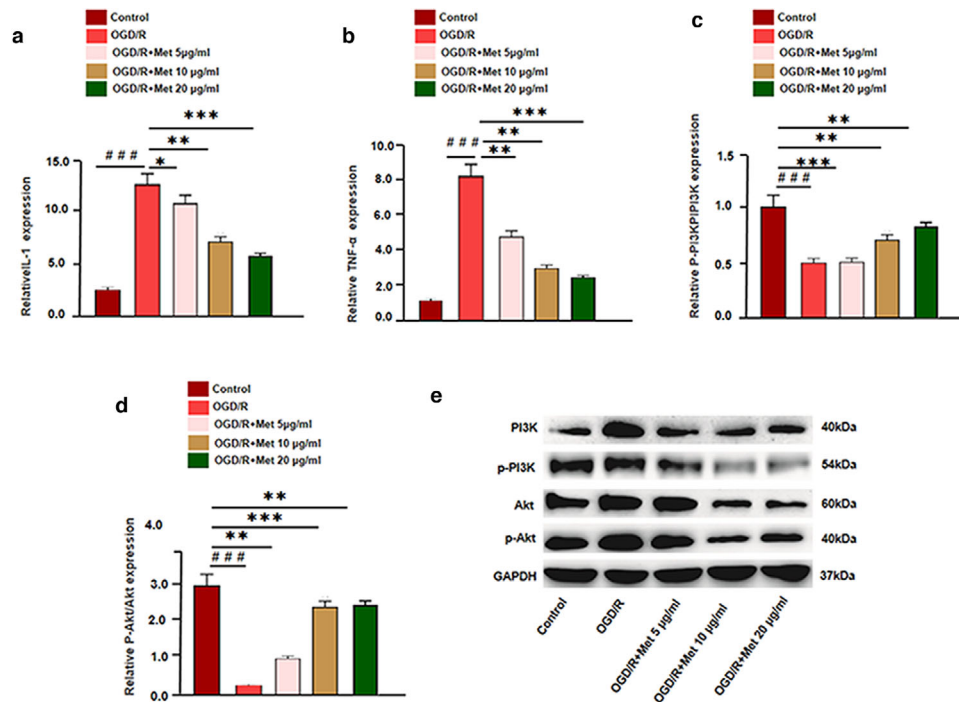 a
Control
OGD/R
OGD/R+Met 5μg/ml
OGD/R+Met 10 μg/ml
OGD/R+Met 20 μg/ml
***
**
*
# # #
15.0
10.0
5.0
0.0
RelativeIL-1 expression
b
Control
OGD/R
OGD/R+Met 5μg/ml
OGD/R+Met 10 μg/ml
OGD/R+Met 20 μg/ml
***
**
**
# # #
8.0
6.0
4.0
2.0
0.0
Relative TNF-α expression
c
Control
OGD/R
OGD/R+Met 5μg/ml
OGD/R+Met 10 μg/ml
OGD/R+Met 20 μg/ml
**
**
***
# # #
1.5
1.0
0.5
0.0
Relative P-PI3KPIPI3K expression
d
Control
OGD/R
OGD/R+Met 5μg/ml
OGD/R+Met 10 μg/ml
OGD/R+Met 20 μg/ml
**
***
**
# # #
4.0
3.0
2.0
1.0
0.0
Relative P-Akt/Akt expression
e
PI3K 40kDa
p-PI3K 54kDa
Akt 60kDa
p-Akt 40kDa
GAPDH 37kDa
Control
OGD/R
OGD/R+Met 5 μg/ml
OGD/R+Met 10 μg/ml
OGD/R+Met 20 μg/ml